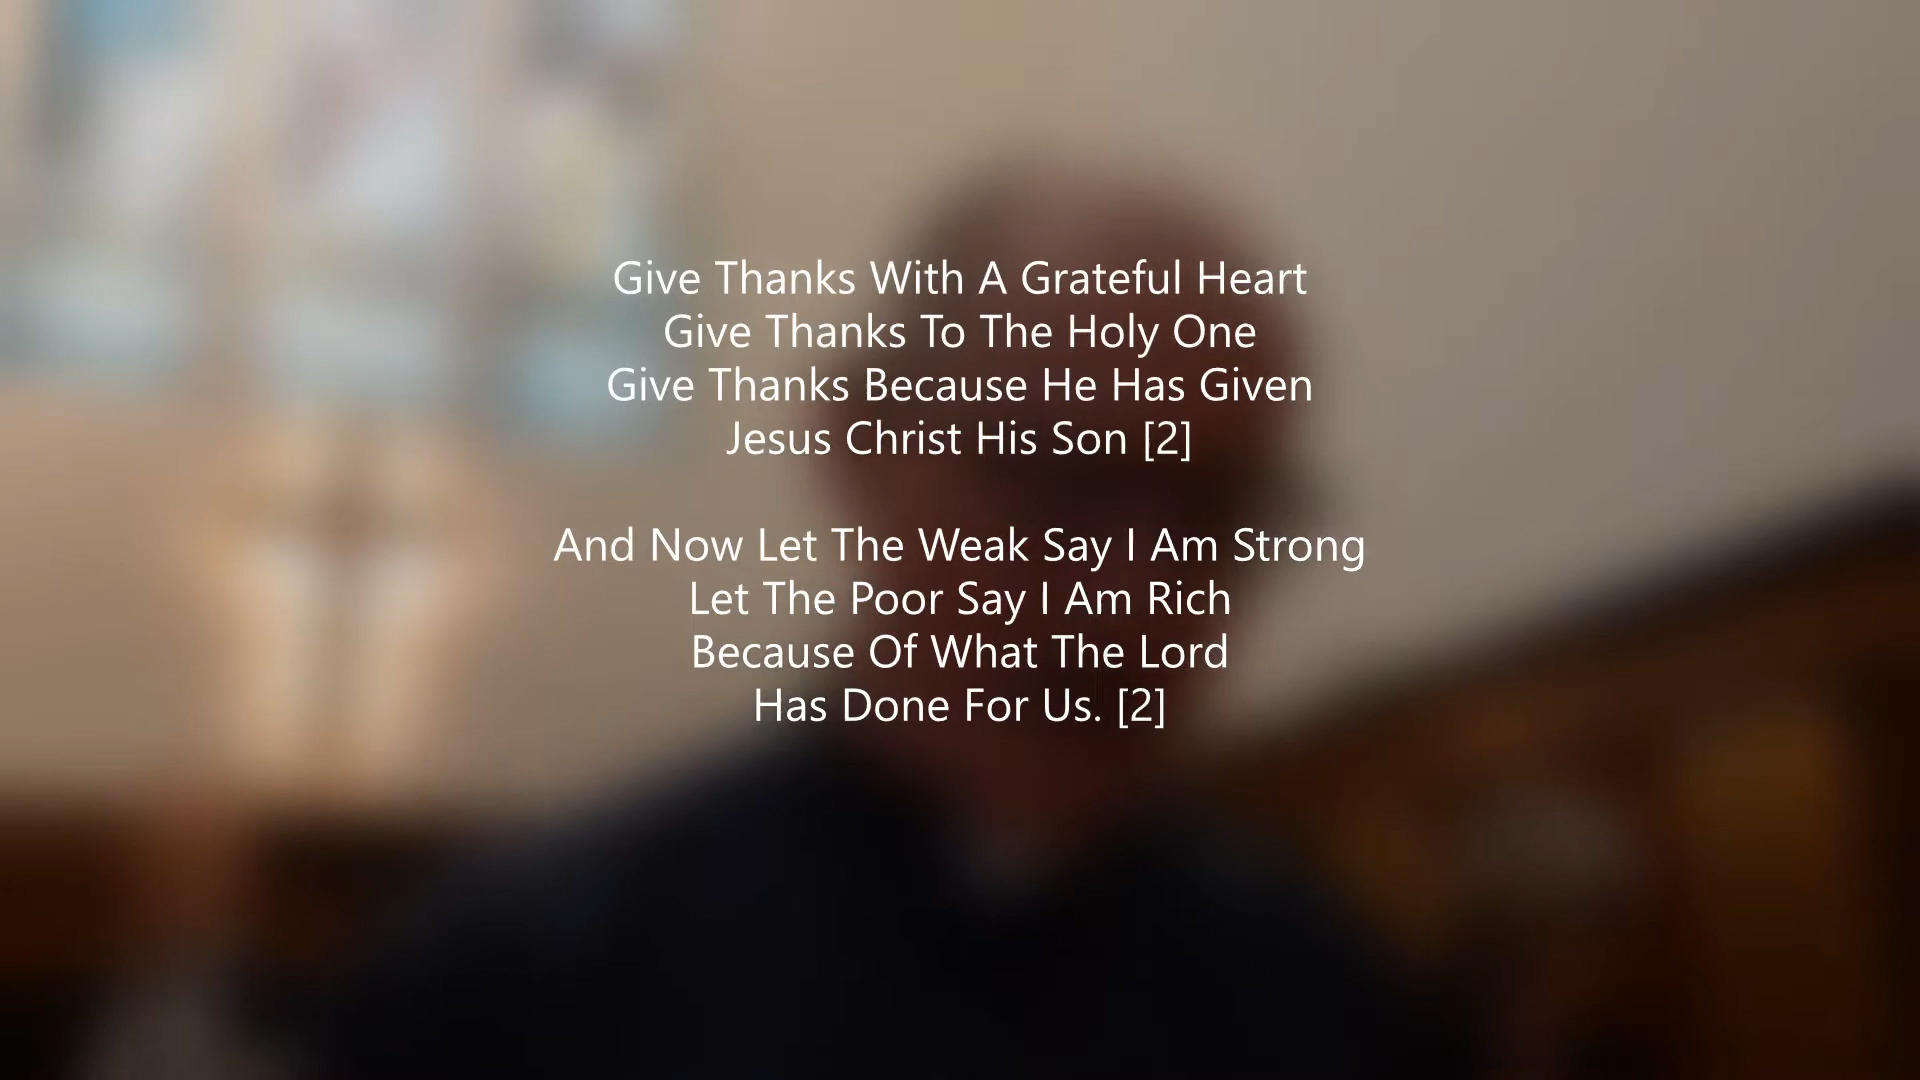 Give Thanks With A Grateful Heart
Give Thanks To The Holy One
Give Thanks Because He Has Given
Jesus Christ His Son [2]
And Now Let The Weak Say I Am Strong
Let The Poor Say I Am Rich
Because Of What The Lord
Has Done For Us. [2]